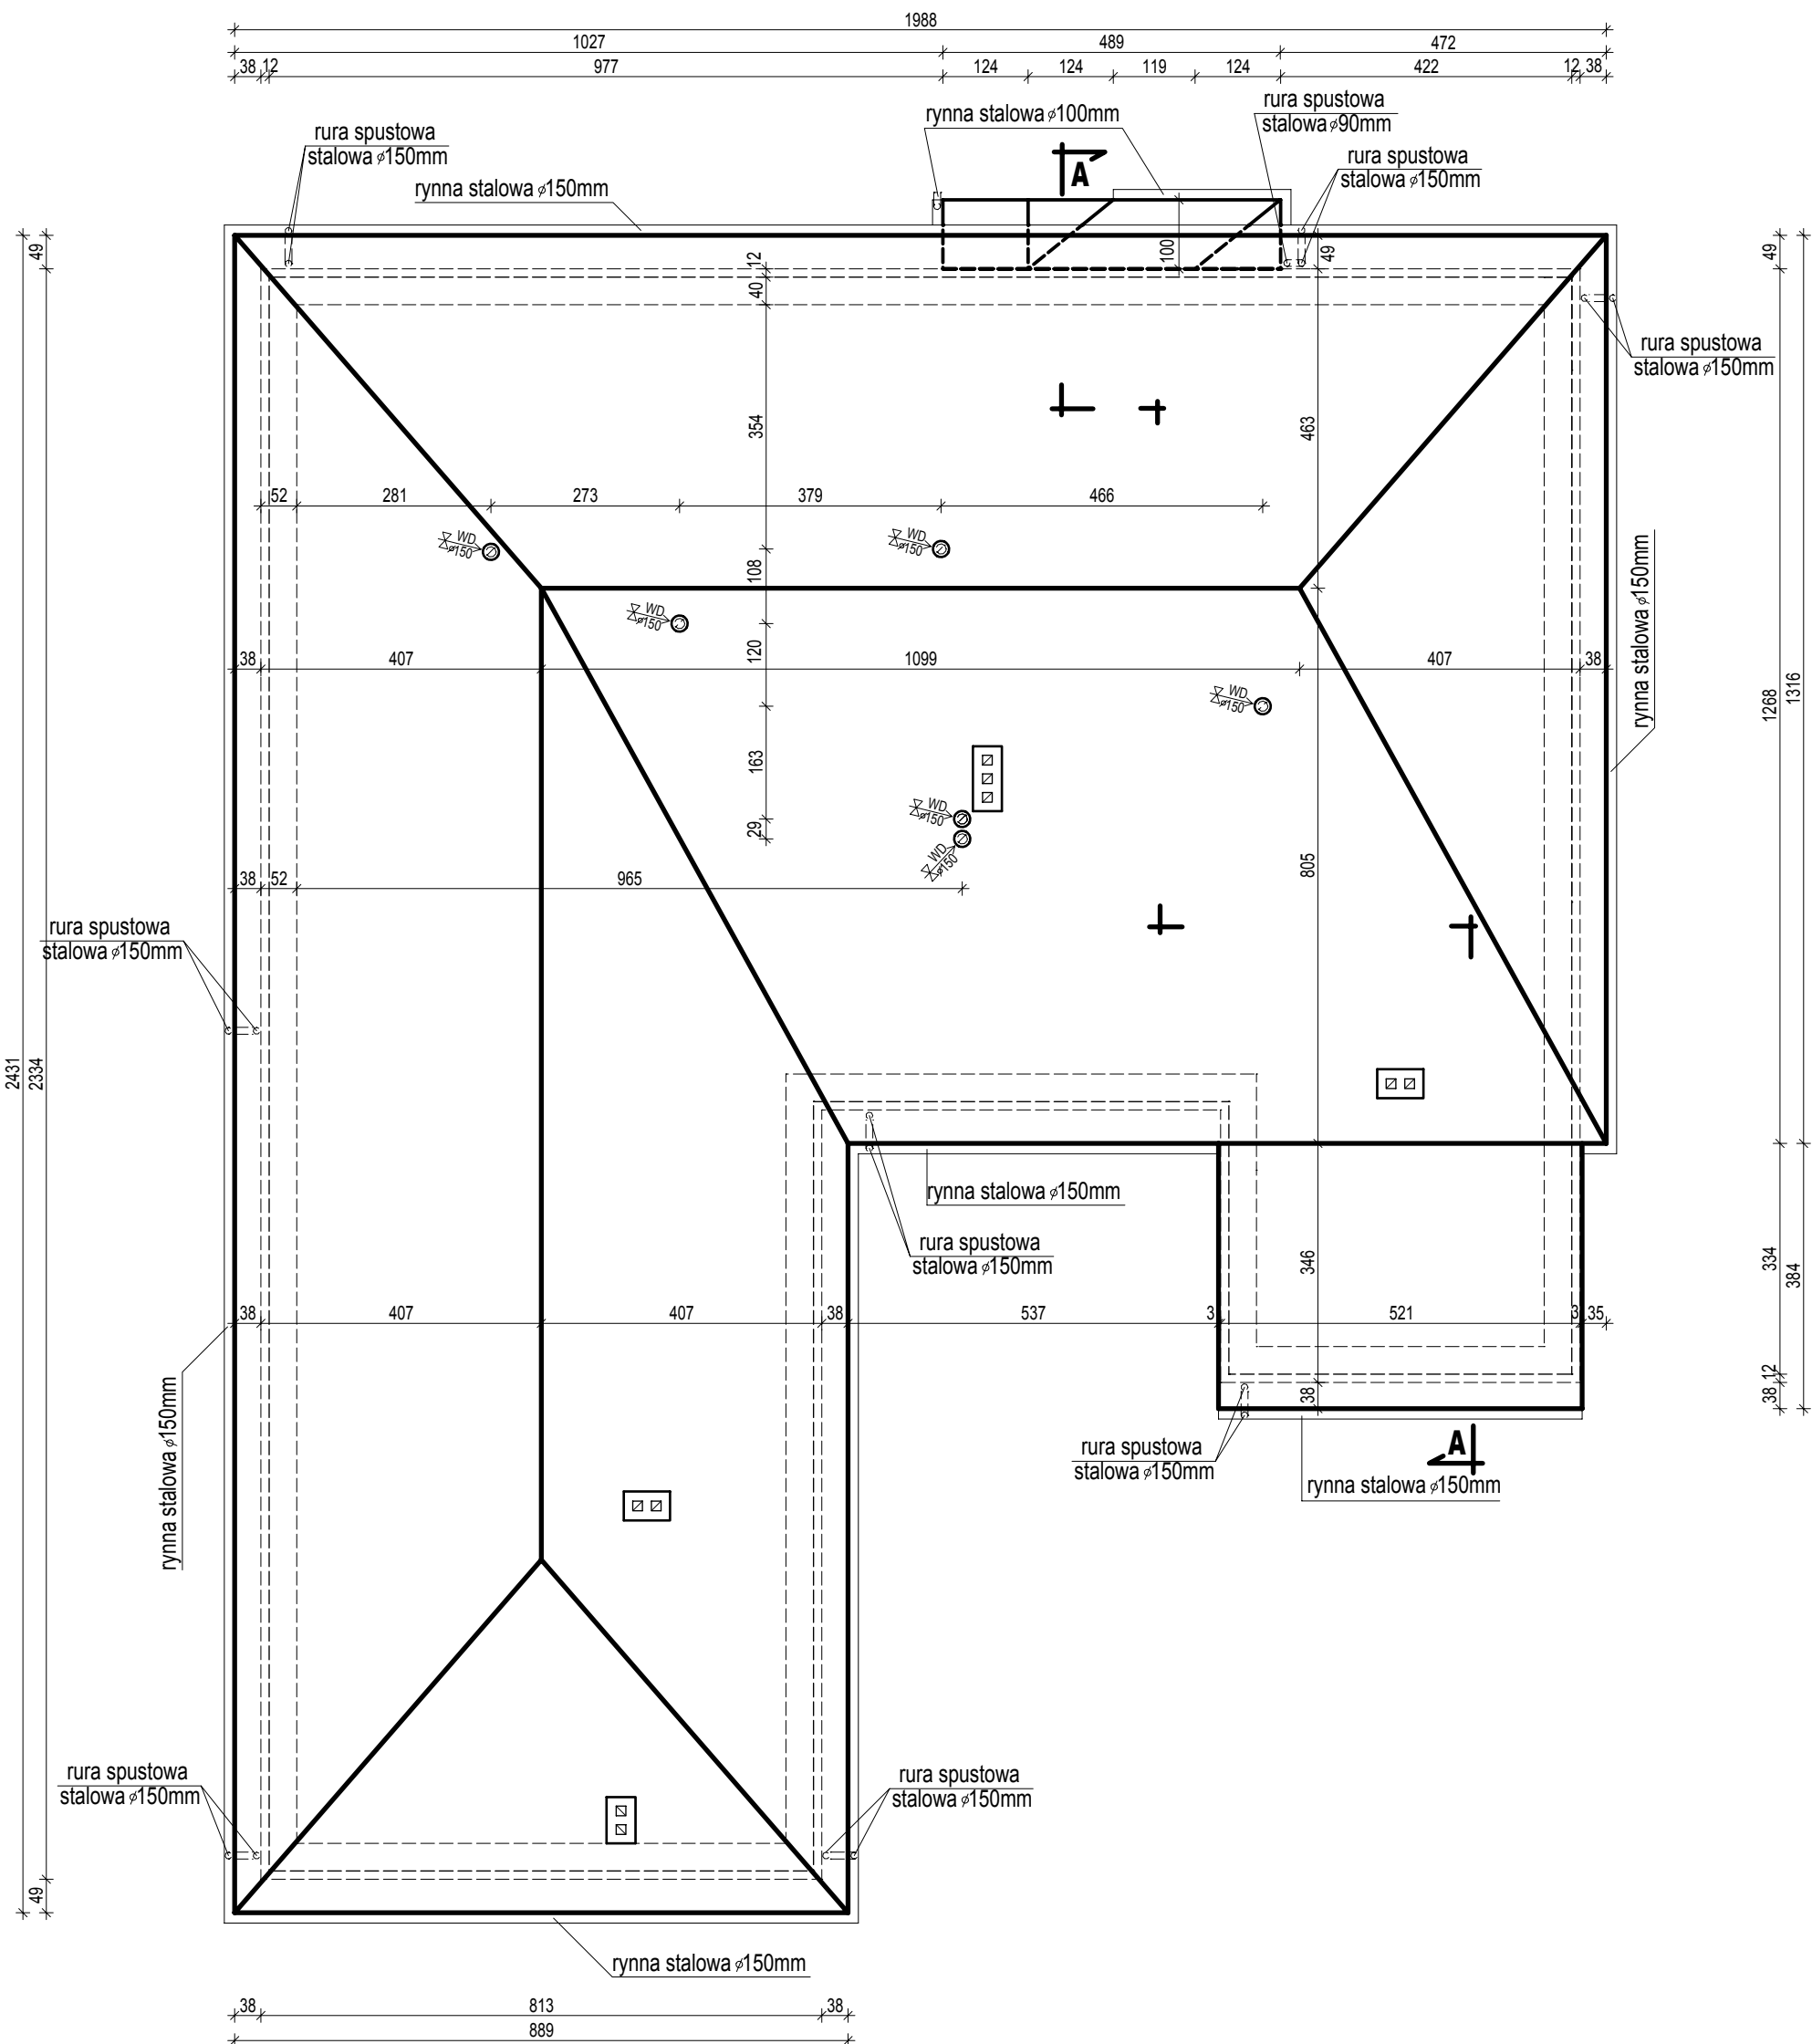 1988
1027 489 472
38 12 977 124 124 119 124 422 12 38
rura spustowa
stalowa ⌀90mm
rynna stalowa ⌀100mm
rura spustowa
stalowa ⌀150mm
rura spustowa
stalowa ⌀150mm
A
rynna stalowa ⌀150mm
49
100
49
49
12
40
rura spustowa
stalowa ⌀150mm
354
463
52 281 273 379 466
WD
⌀150
WD
⌀150
108
rynna stalowa ⌀150mm
WD
⌀150
120
38 407 1099 407 38
WD
⌀150
1268
1316
163
WD
⌀150
29
WD
⌀150
805
38 52 965
rura spustowa
stalowa ⌀150mm
2431
2334
rynna stalowa ⌀150mm
rura spustowa
stalowa ⌀150mm
346
334
384
38 407 407 38 537 3 521 3 35
12
38
38
rynna stalowa ⌀150mm
A
rura spustowa
stalowa ⌀150mm
rynna stalowa ⌀150mm
rura spustowa
stalowa ⌀150mm
rura spustowa
stalowa ⌀150mm
49
rynna stalowa ⌀150mm
38 813 38
889